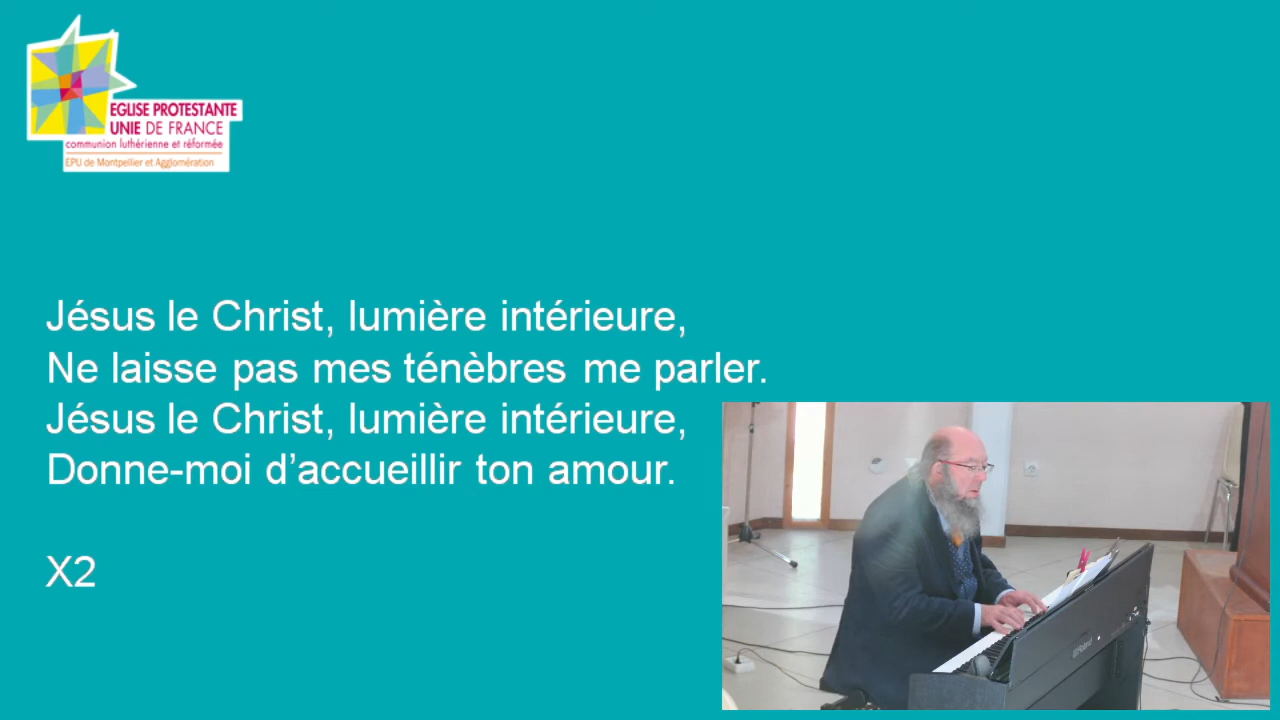 EGLISE PROTESTANTE
UNIE DE FRANCE
communion luthérienne et réformée
EPU de Montpellier et Agglomération
Jésus le Christ, lumière intérieure,
Ne laisse pas mes ténèbres me parler.
Jésus le Christ, lumière intérieure,
Donne-moi d’accueillir ton amour.
X2
Roland